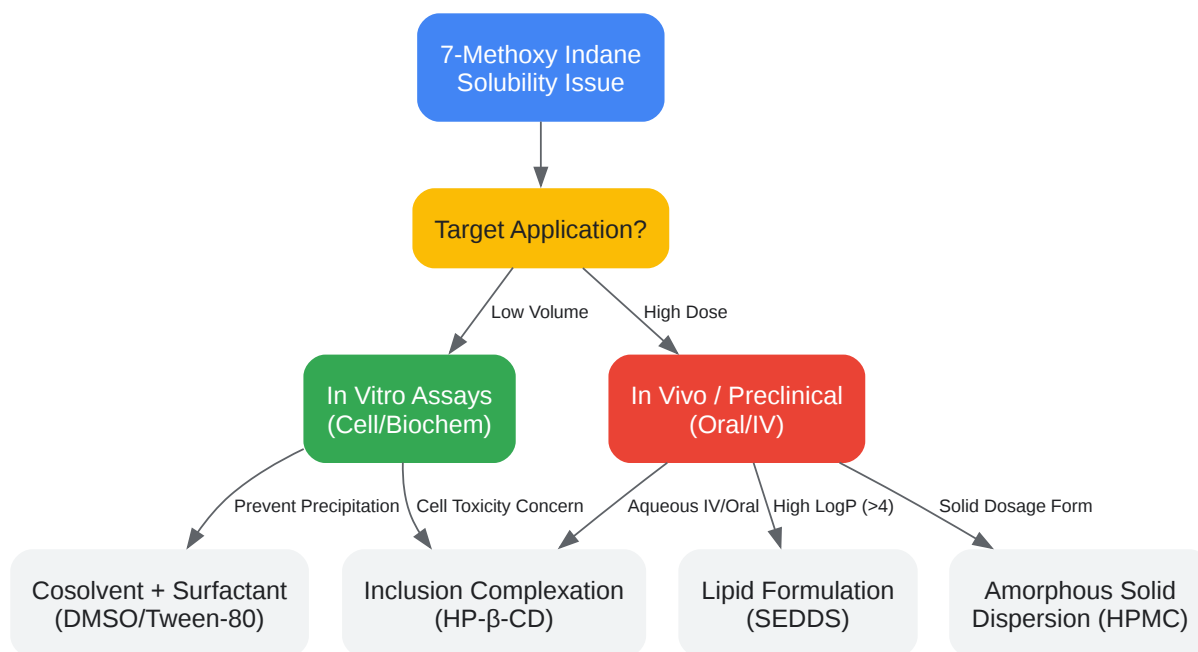 7-Methoxy Indane
Solubility Issue
Target Application?
Low Volume
High Dose
In Vitro Assays
(Cell/Biochem)
In Vivo / Preclinical
(Oral/IV)
Prevent Precipitation
Cell Toxicity Concern
Aqueous IV/Oral
High LogP (>4)
Solid Dosage Form
Cosolvent + Surfactant
(DMSO/Tween-80)
Inclusion Complexation
(HP-β-CD)
Lipid Formulation
(SEDDS)
Amorphous Solid
Dispersion (HPMC)